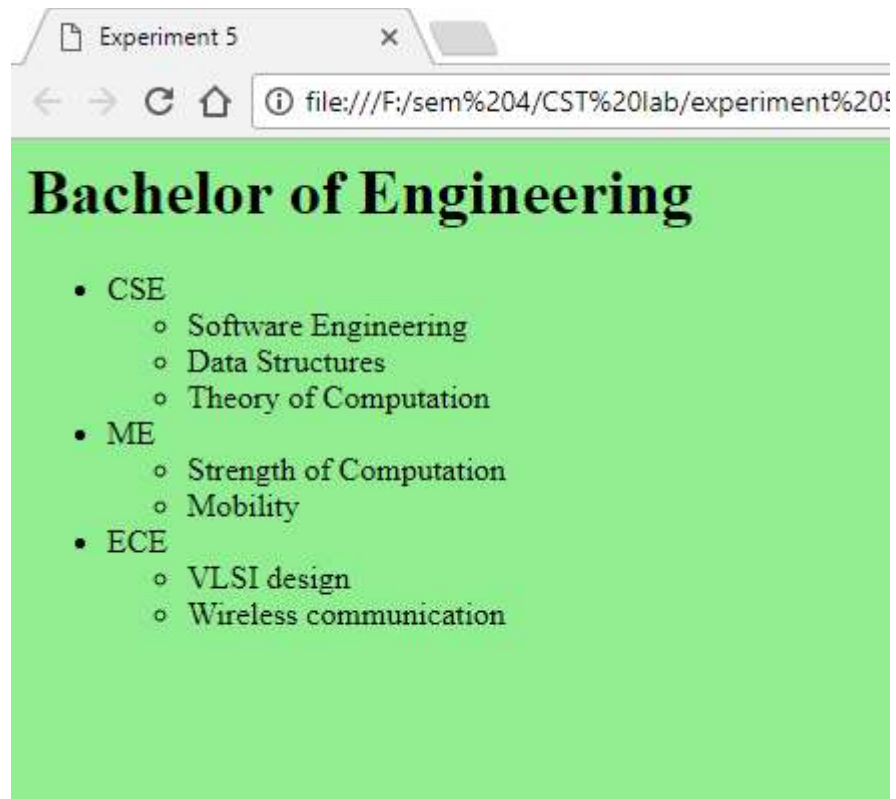 Experiment 5
file:///F:/sem%204/CST%20lab/experiment%205
Bachelor of Engineering
CSE
Software Engineering
Data Structures
Theory of Computation
ME
Strength of Computation
Mobility
ECE
VLSI design
Wireless communication